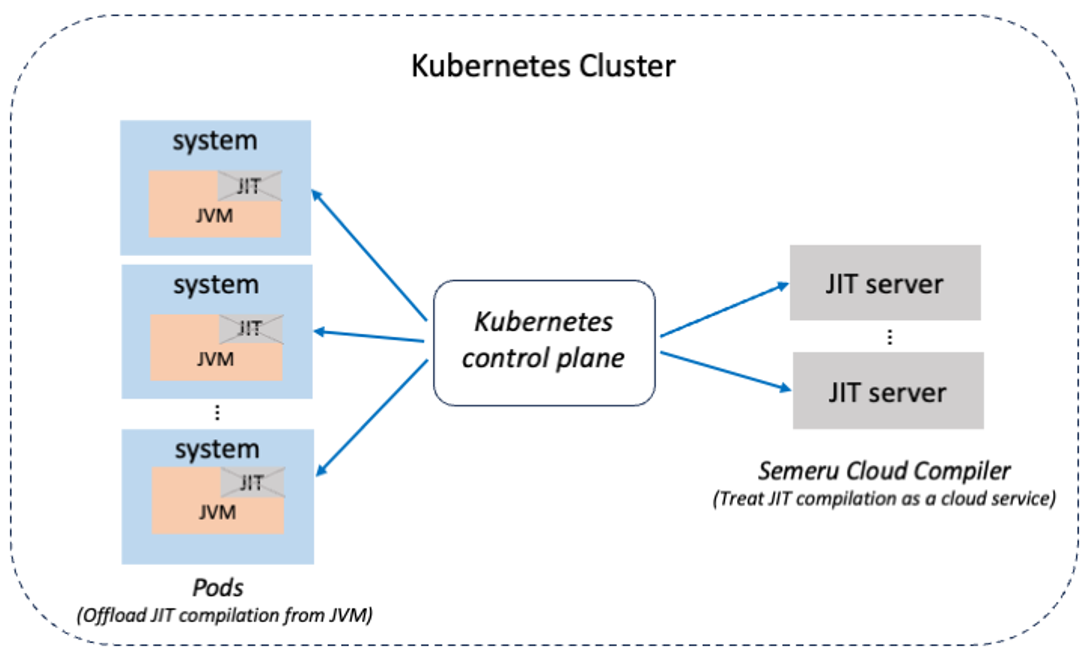 Kubernetes Cluster
system
JIT
JVM
system
JIT
JVM
system
JIT
JVM
Pods
(Offload JIT compilation from JVM)
Kubernetes
control plane
JIT server
JIT server
Semeru Cloud Compiler
(Treat JIT compilation as a cloud service)